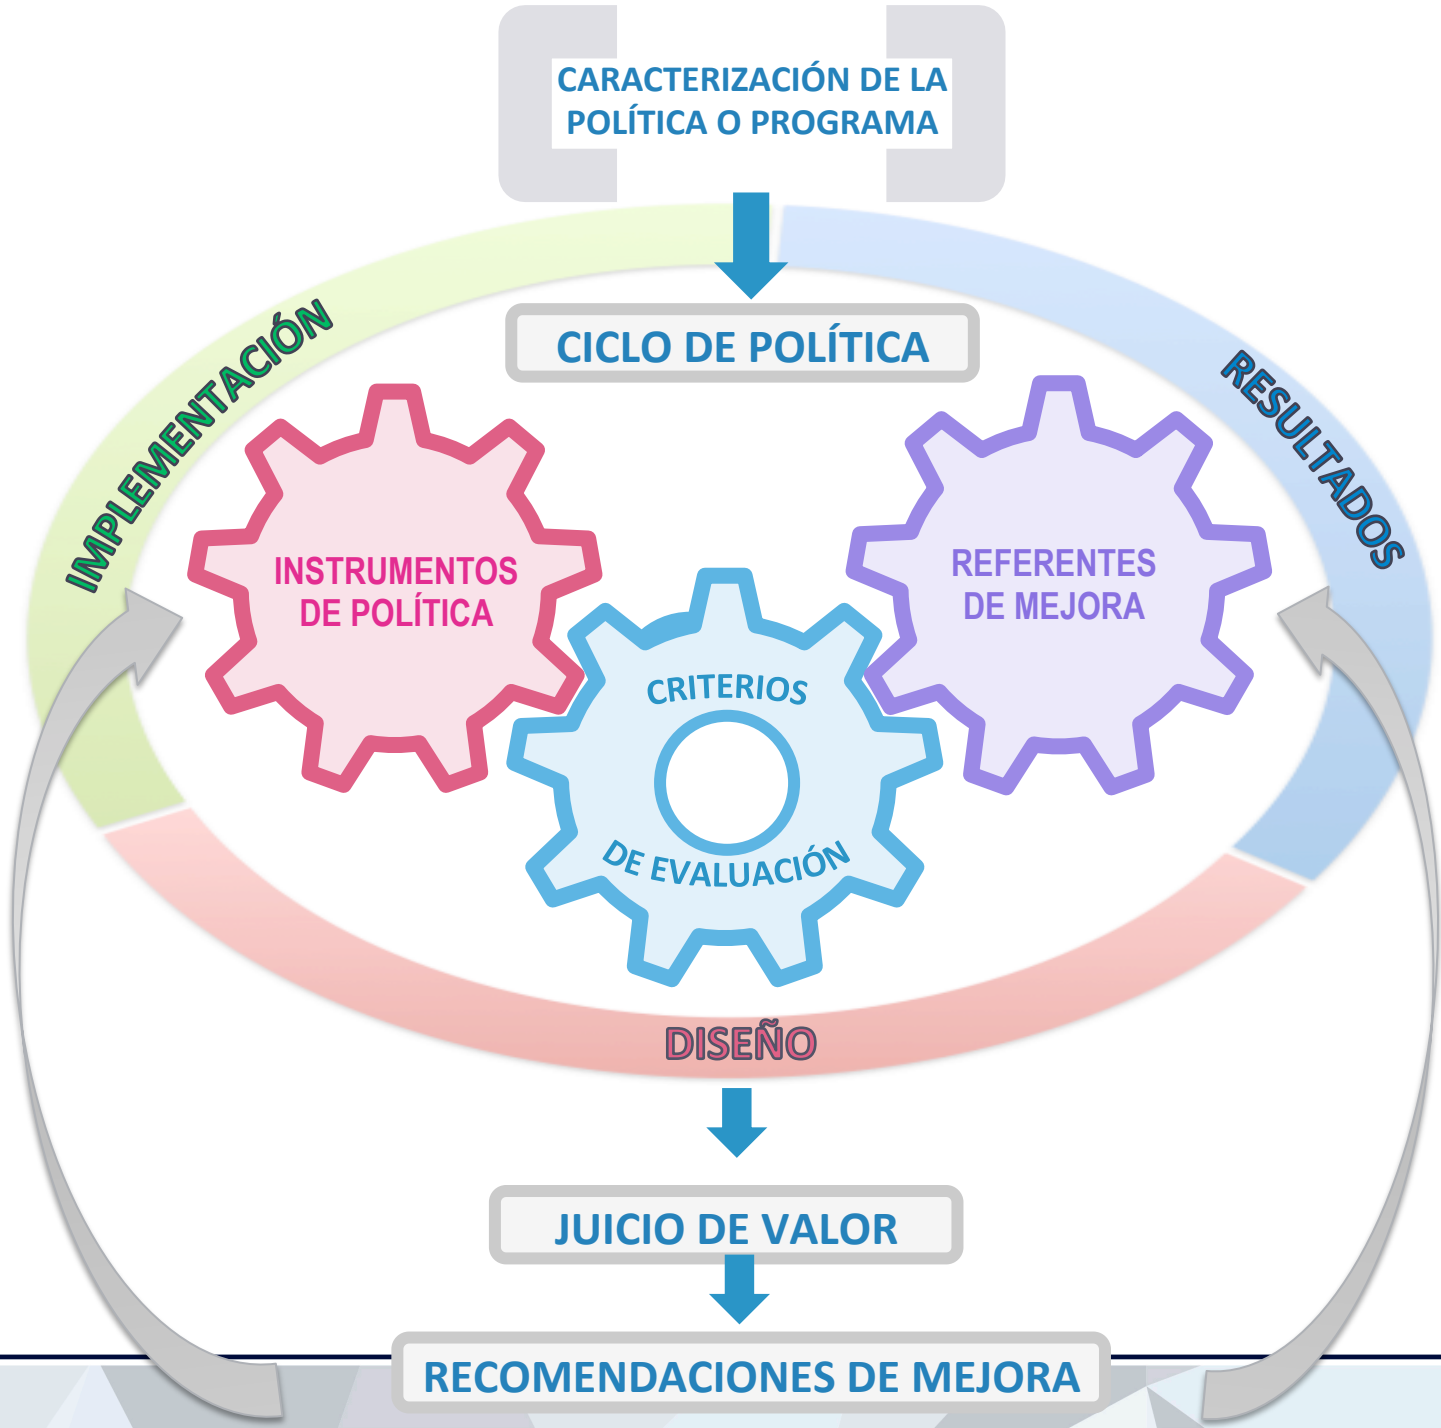 CARACTERIZACIÓN DE LA
POLÍTICA O PROGRAMA
CICLO DE POLÍTICA
IMPLEMENTACIÓN
RESULTADOS
INSTRUMENTOS
DE POLÍTICA
REFERENTES
DE MEJORA
CRITERIOS
DE EVALUACIÓN
DISEÑO
JUICIO DE VALOR
RECOMENDACIONES DE MEJORA